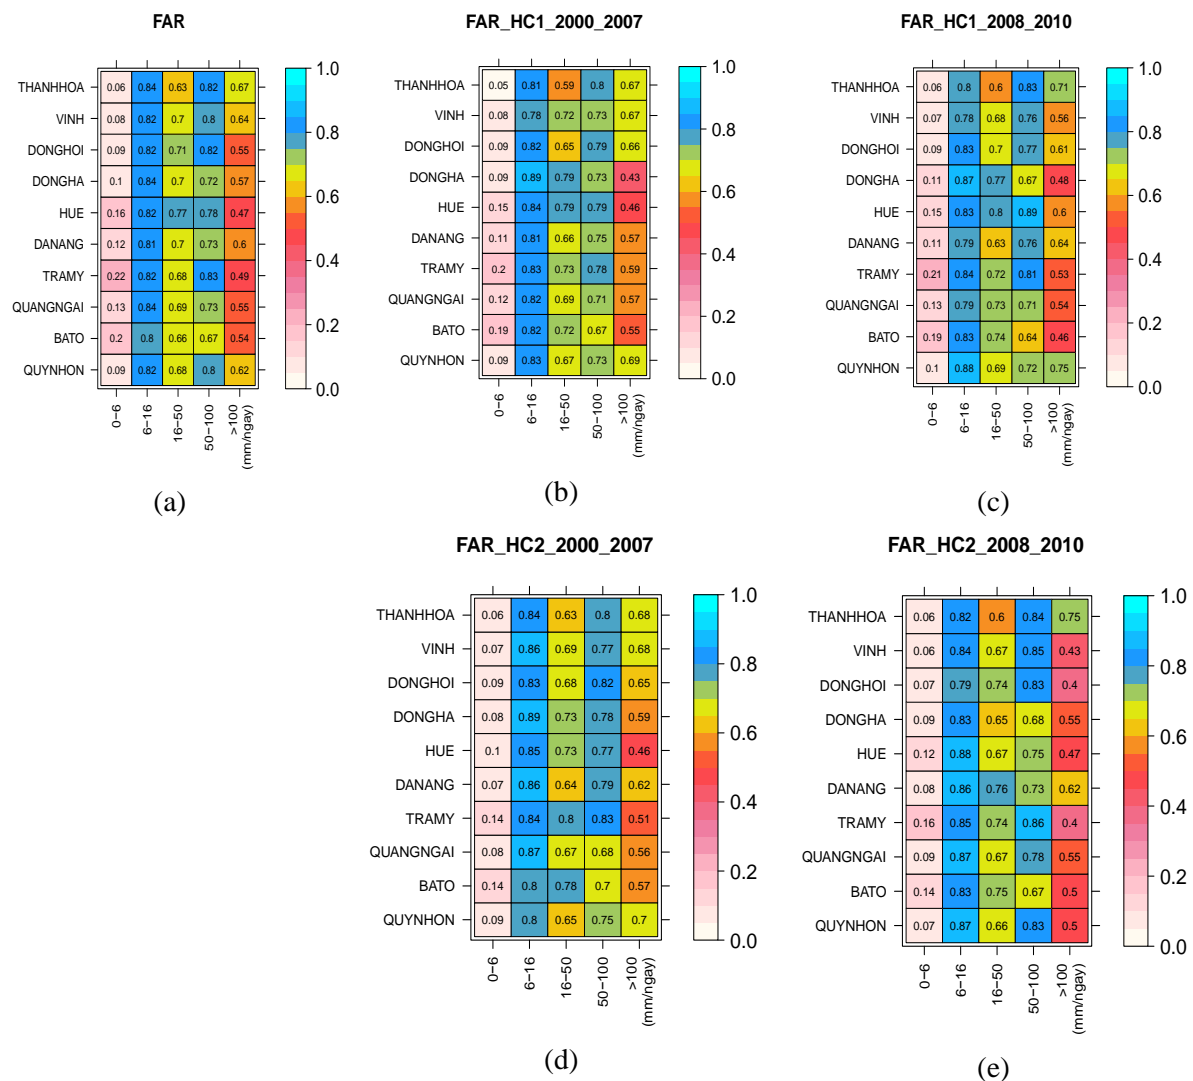 FAR
THANHHOA 0.06 0.84 0.63 0.82 0.67
VINH 0.08 0.82 0.7 0.8 0.64
DONGHOI 0.09 0.82 0.71 0.82 0.55
DONGHA 0.1 0.84 0.7 0.72 0.57
HUE 0.16 0.82 0.77 0.78 0.47
DANANG 0.12 0.81 0.7 0.73 0.6
TRAMY 0.22 0.82 0.68 0.83 0.49
QUANGNGAI 0.13 0.84 0.69 0.73 0.55
BATO 0.2 0.8 0.66 0.67 0.54
QUYNHON 0.09 0.82 0.68 0.8 0.62
0−6 6−16 16−50 50−100 >100
(mm/ngay)
1.0
0.8
0.6
0.4
0.2
0.0
(a)
FAR_HC1_2000_2007
THANHHOA 0.05 0.81 0.59 0.8 0.67
VINH 0.08 0.78 0.72 0.73 0.67
DONGHOI 0.09 0.82 0.65 0.79 0.66
DONGHA 0.09 0.89 0.79 0.73 0.43
HUE 0.15 0.84 0.79 0.79 0.46
DANANG 0.11 0.81 0.66 0.75 0.57
TRAMY 0.2 0.83 0.73 0.78 0.59
QUANGNGAI 0.12 0.82 0.69 0.71 0.57
BATO 0.19 0.82 0.72 0.67 0.55
QUYNHON 0.09 0.83 0.67 0.73 0.69
0−6 6−16 16−50 50−100 >100
(mm/ngay)
1.0
0.8
0.6
0.4
0.2
0.0
(b)
FAR_HC1_2008_2010
THANHHOA 0.06 0.8 0.6 0.83 0.71
VINH 0.07 0.78 0.68 0.76 0.56
DONGHOI 0.09 0.83 0.7 0.77 0.61
DONGHA 0.11 0.87 0.77 0.67 0.48
HUE 0.15 0.83 0.8 0.89 0.6
DANANG 0.11 0.79 0.63 0.76 0.64
TRAMY 0.21 0.84 0.72 0.81 0.53
QUANGNGAI 0.13 0.79 0.73 0.71 0.54
BATO 0.19 0.83 0.74 0.64 0.46
QUYNHON 0.1 0.88 0.69 0.72 0.75
0−6 6−16 16−50 50−100 >100
(mm/ngay)
1.0
0.8
0.6
0.4
0.2
0.0
(c)
FAR_HC2_2000_2007
THANHHOA 0.06 0.84 0.63 0.8 0.68
VINH 0.07 0.86 0.69 0.77 0.68
DONGHOI 0.09 0.83 0.68 0.82 0.65
DONGHA 0.08 0.89 0.73 0.78 0.59
HUE 0.1 0.85 0.73 0.77 0.46
DANANG 0.07 0.86 0.64 0.79 0.62
TRAMY 0.14 0.84 0.8 0.83 0.51
QUANGNGAI 0.08 0.87 0.67 0.68 0.56
BATO 0.14 0.8 0.78 0.7 0.57
QUYNHON 0.09 0.8 0.65 0.75 0.7
0−6 6−16 16−50 50−100 >100
(mm/ngay)
1.0
0.8
0.6
0.4
0.2
0.0
(d)
FAR_HC2_2008_2010
THANHHOA 0.06 0.82 0.6 0.84 0.75
VINH 0.06 0.84 0.67 0.85 0.43
DONGHOI 0.07 0.79 0.74 0.83 0.4
DONGHA 0.09 0.83 0.65 0.68 0.55
HUE 0.12 0.88 0.67 0.75 0.47
DANANG 0.08 0.86 0.76 0.73 0.62
TRAMY 0.16 0.85 0.74 0.86 0.4
QUANGNGAI 0.09 0.87 0.67 0.78 0.55
BATO 0.14 0.83 0.75 0.67 0.5
QUYNHON 0.07 0.87 0.66 0.83 0.5
0−6 6−16 16−50 50−100 >100
(mm/ngay)
1.0
0.8
0.6
0.4
0.2
0.0
(e)